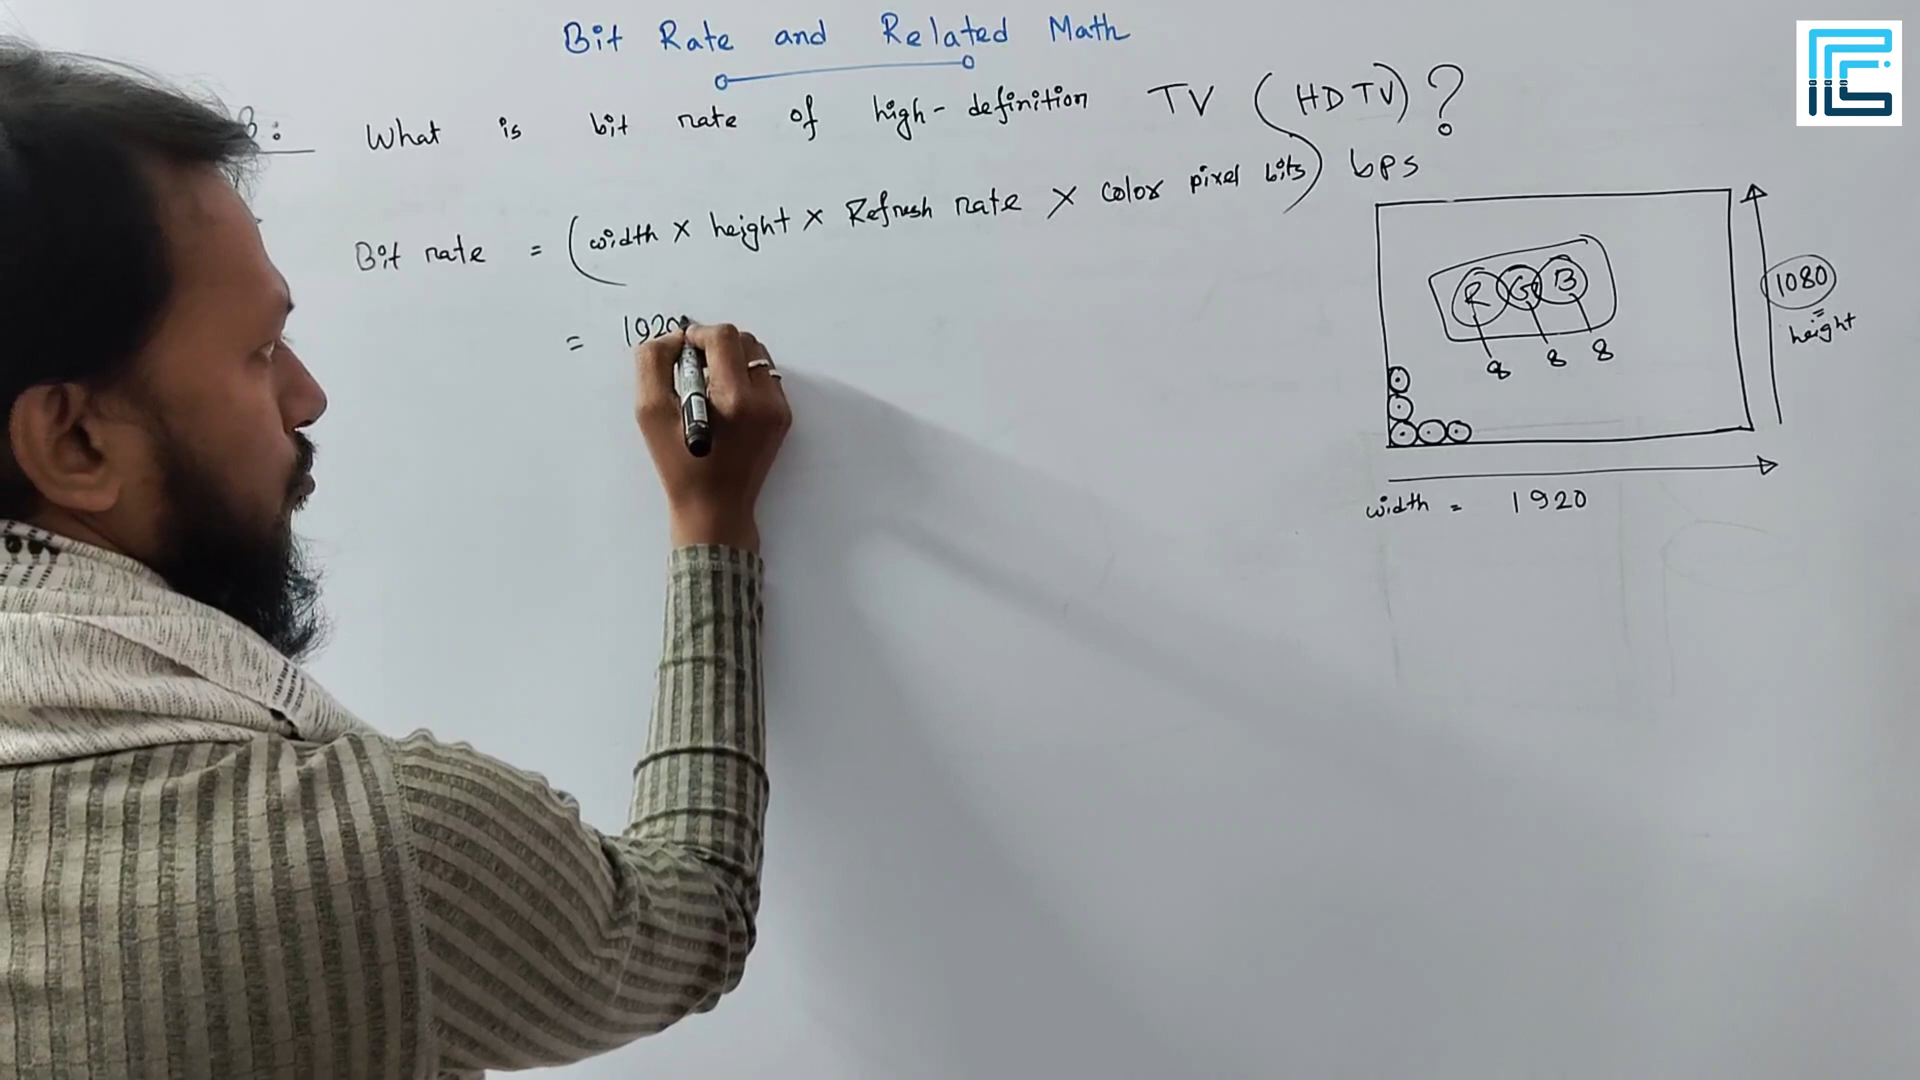 Bit Rate and Related Math
3:
What is bit rate of high-definition TV (HDTV)?
Bit rate = (width × height × Refresh rate × color pixel bits) bps
= 1920
R G B
8 8 8
1080
=
height
width = 1920